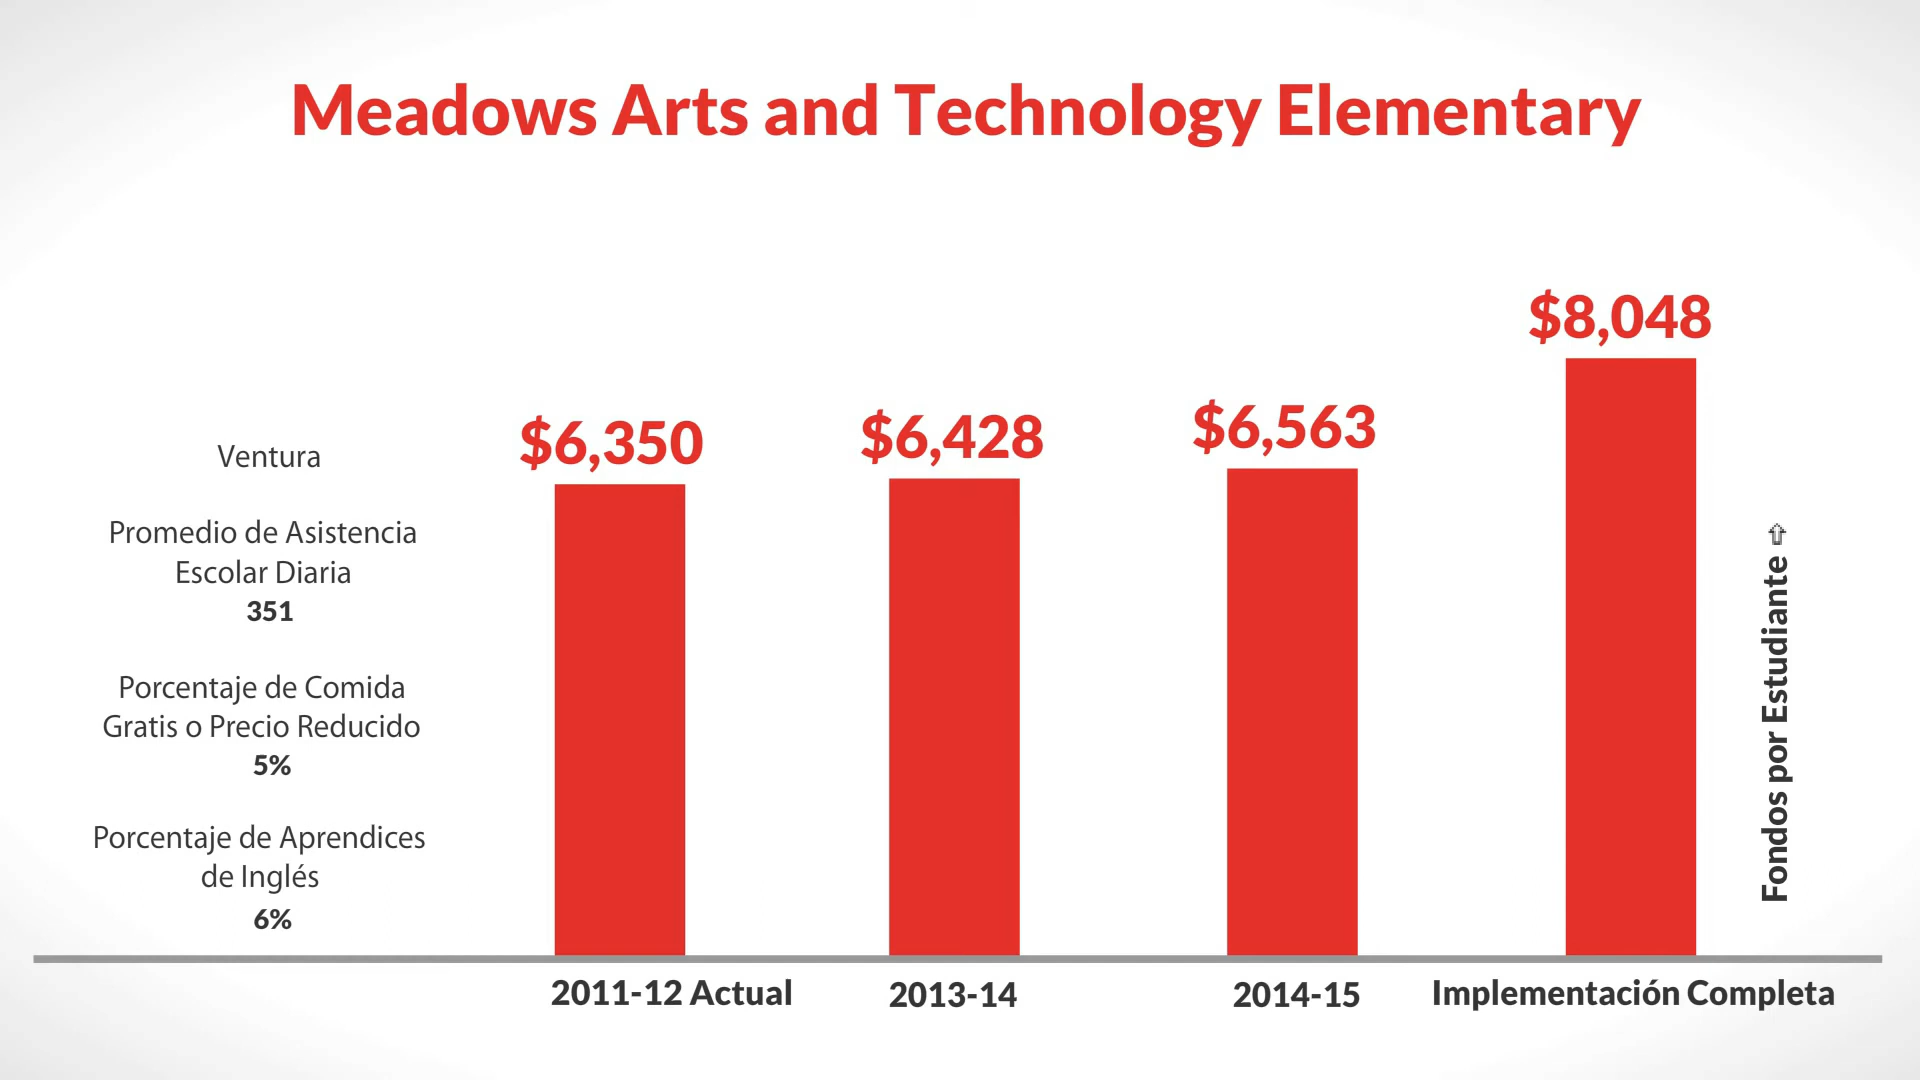 Meadows Arts and Technology Elementary
Ventura
Promedio de Asistencia
Escolar Diaria
351
Porcentaje de Comida
Gratis o Precio Reducido
5%
Porcentaje de Aprendices
de Inglés
6%
$6,350
$6,428
$6,563
$8,048
Fondos por Estudiante ⇧
2011-12 Actual
2013-14
2014-15
Implementación Completa